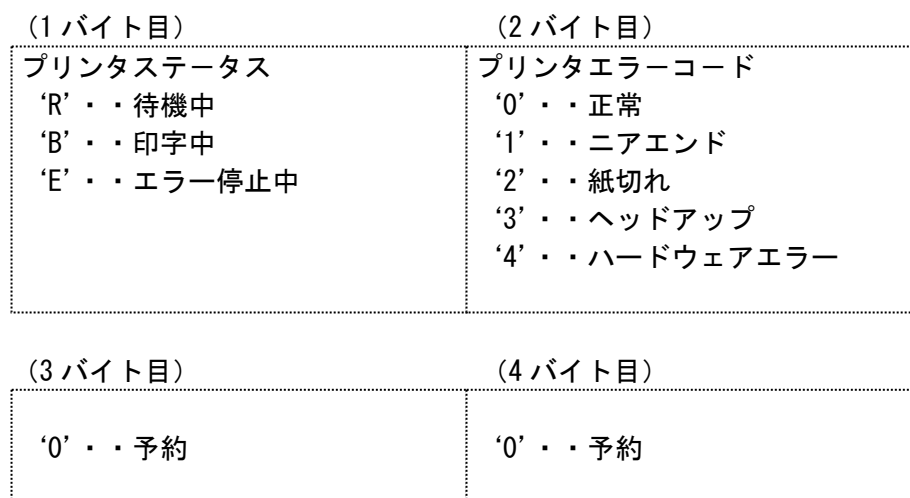 (1 バイト目)
(2 バイト目)
プリンタステータス
‘R’・・待機中
‘B’・・印字中
‘E’・・エラー停止中
プリンタエラーコード
‘0’・・正常
‘1’・・ニアエンド
‘2’・・紙切れ
‘3’・・ヘッドアップ
‘4’・・ハードウェアエラー
(3 バイト目)
(4 バイト目)
‘0’・・予約
‘0’・・予約